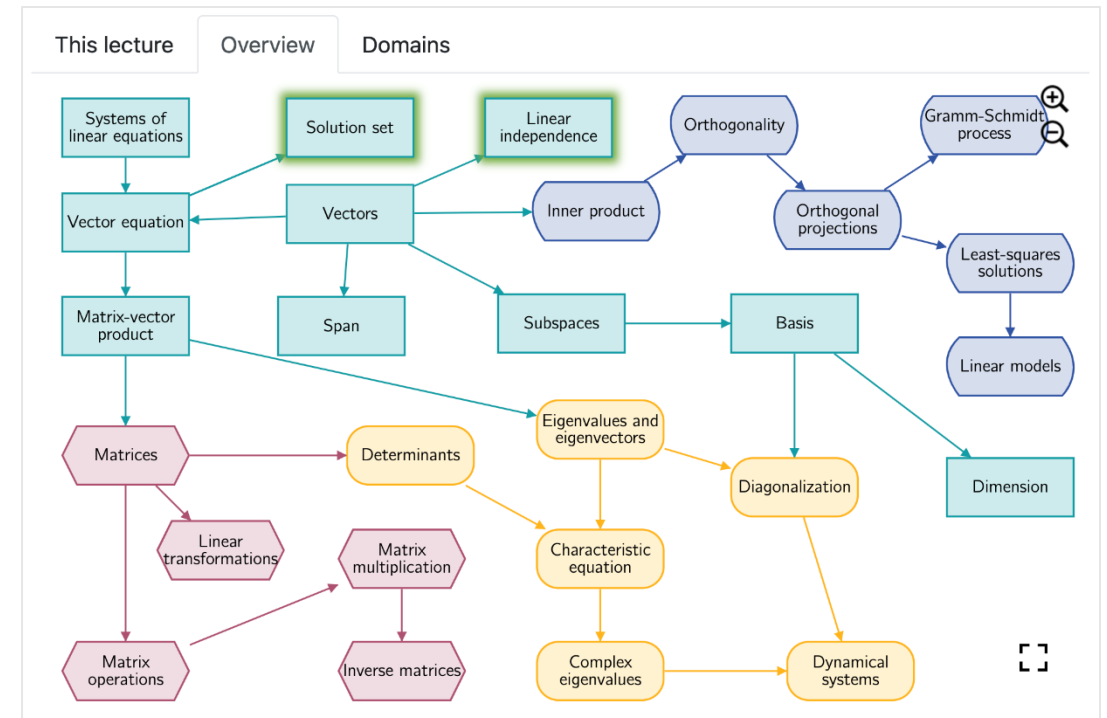 This lecture
Overview
Domains
Systems of
linear equations
Solution set
Linear
independence
Orthogonality
Gramm-Schmidt
process
Vector equation
Vectors
Inner product
Orthogonal
projections
Least-squares
solutions
Matrix-vector
product
Span
Subspaces
Basis
Linear models
Matrices
Determinants
Eigenvalues and
eigenvectors
Diagonalization
Dimension
Linear
transformations
Matrix
multiplication
Characteristic
equation
Matrix
operations
Inverse matrices
Complex
eigenvalues
Dynamical
systems